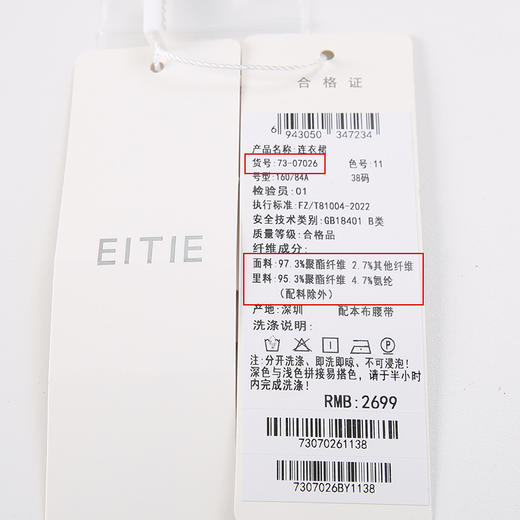 EITIE
合格证
6 943050 347234
产品名称:连衣裙
货号:73-07026 色号:11
号型:160/84A 38码
检验员:01
执行标准:FZ/T81004-2022
安全技术类别:GB18401 B类
质量等级:合格品
纤维成分:
面料:97.3%聚酯纤维 2.7%其他纤维
里料:95.3%聚酯纤维 4.7%氨纶
(配料除外)
产地:深圳 配本布腰带
洗涤说明:
注:分开洗涤、即洗即晾、不可浸泡!
深色与浅色拼接易搭色,请于半小时
内完成洗涤!
RMB:2699
73070261138
7307026BY1138